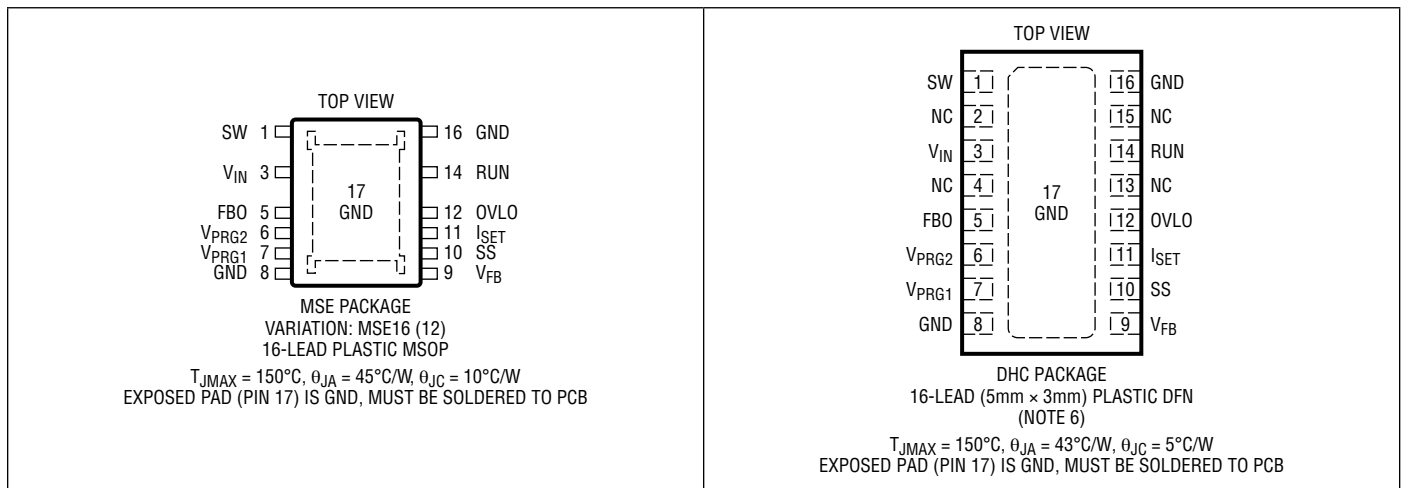 TOP VIEW
SW 1
V_IN 3
FBO 5
V_PRG2 6
V_PRG1 7
GND 8
17
GND
16 GND
14 RUN
12 OVLO
11 I_SET
10 SS
9 V_FB
MSE PACKAGE
VARIATION: MSE16 (12)
16-LEAD PLASTIC MSOP
T_JMAX = 150°C, θ_JA = 45°C/W, θ_JC = 10°C/W
EXPOSED PAD (PIN 17) IS GND, MUST BE SOLDERED TO PCB
TOP VIEW
SW 1
NC 2
V_IN 3
NC 4
FBO 5
V_PRG2 6
V_PRG1 7
GND 8
17
GND
16 GND
15 NC
14 RUN
13 NC
12 OVLO
11 I_SET
10 SS
9 V_FB
DHC PACKAGE
16-LEAD (5mm × 3mm) PLASTIC DFN
(NOTE 6)
T_JMAX = 150°C, θ_JA = 43°C/W, θ_JC = 5°C/W
EXPOSED PAD (PIN 17) IS GND, MUST BE SOLDERED TO PCB